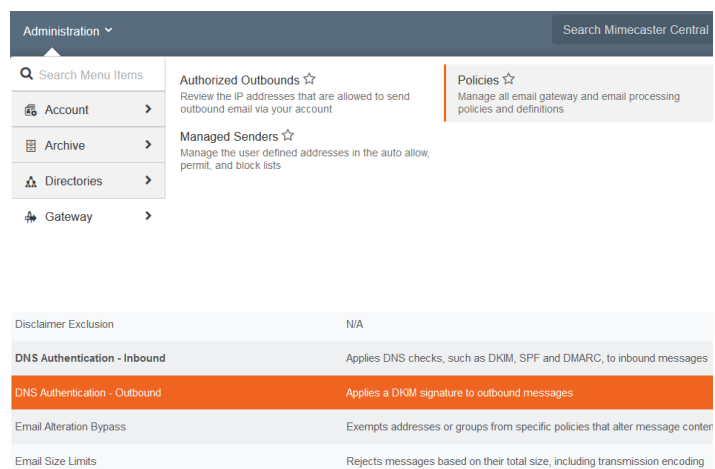 Administration
Search Mimecaster Central
Search Menu Items
Account
Archive
Directories
Gateway
Authorized Outbounds
Review the IP addresses that are allowed to send
outbound email via your account
Managed Senders
Manage the user defined addresses in the auto allow,
permit, and block lists
Policies
Manage all email gateway and email processing
policies and definitions
Disclaimer Exclusion N/A
DNS Authentication - Inbound Applies DNS checks, such as DKIM, SPF and DMARC, to inbound messages
DNS Authentication - Outbound Applies a DKIM signature to outbound messages
Email Alteration Bypass Exempts addresses or groups from specific policies that alter message conten
Email Size Limits Rejects messages based on their total size, including transmission encoding